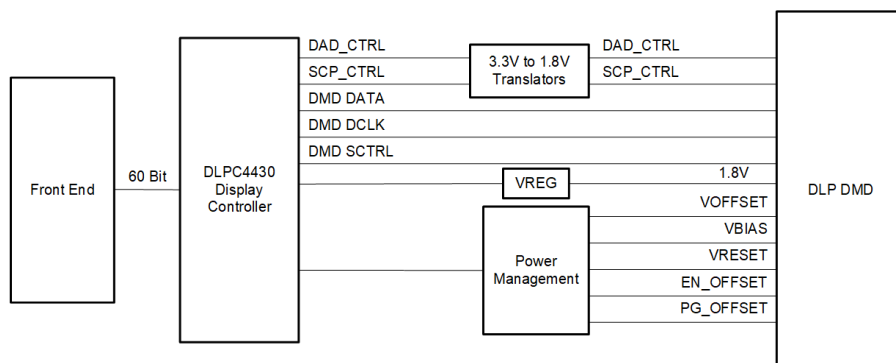 Front End
60 Bit
DLPC4430
Display
Controller
DAD_CTRL
SCP_CTRL
DMD DATA
DMD DCLK
DMD SCTRL
3.3V to 1.8V
Translators
DAD_CTRL
SCP_CTRL
VREG
1.8V
Power
Management
VOFFSET
VBIAS
VRESET
EN_OFFSET
PG_OFFSET
DLP DMD